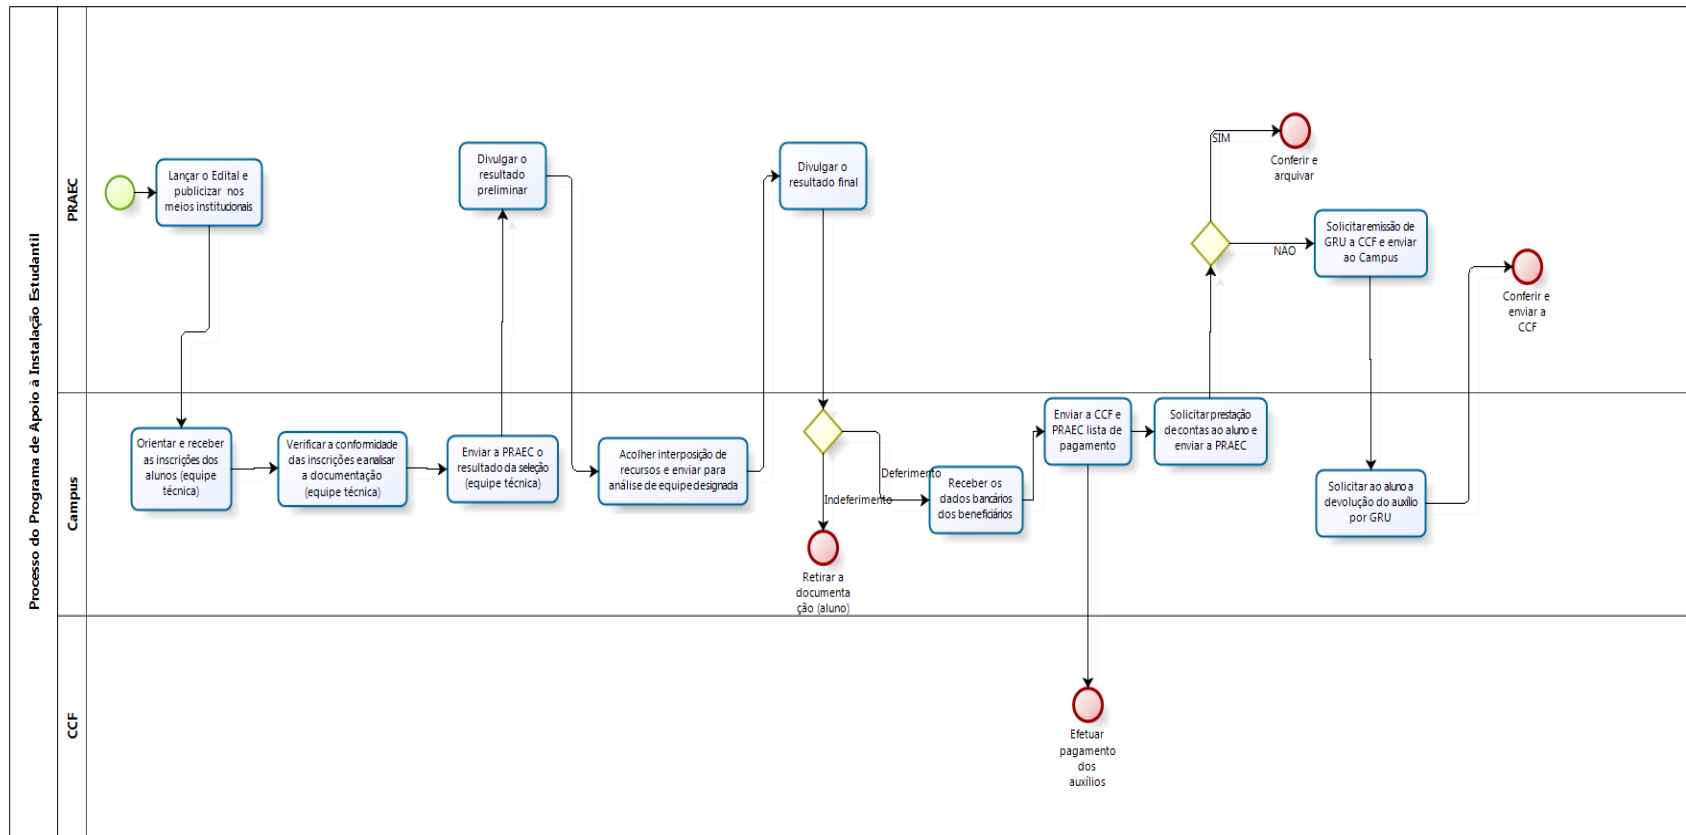 Processo do Programa de Apoio à Instalação Estudantil
PRAEC
Lançar o Edital e
publicizar nos
meios institucionais
Divulgar o
resultado
preliminar
Divulgar o
resultado final
SIM
Conferir e
arquivar
NÃO
Solicitar emissão de
GRU a CCF e enviar
ao Campus
Conferir e
enviar a
CCF
Campus
Orientar e receber
as inscrições dos
alunos (equipe
técnica)
Verificar a conformidade
das inscrições e analisar
a documentação
(equipe técnica)
Enviar a PRAEC o
resultado da seleção
(equipe técnica)
Acolher interposição de
recursos e enviar para
análise de equipe designada
Deferimento
Indeferimento
Retirar a
documenta
ção (aluno)
Receber os
dados bancários
dos beneficiários
Enviar a CCF e
PRAEC lista de
pagamento
Solicitar prestação
de contas ao aluno e
enviar a PRAEC
Solicitar ao aluno a
devolução do auxílio
por GRU
CCF
Efetuar
pagamento
dos
auxílios